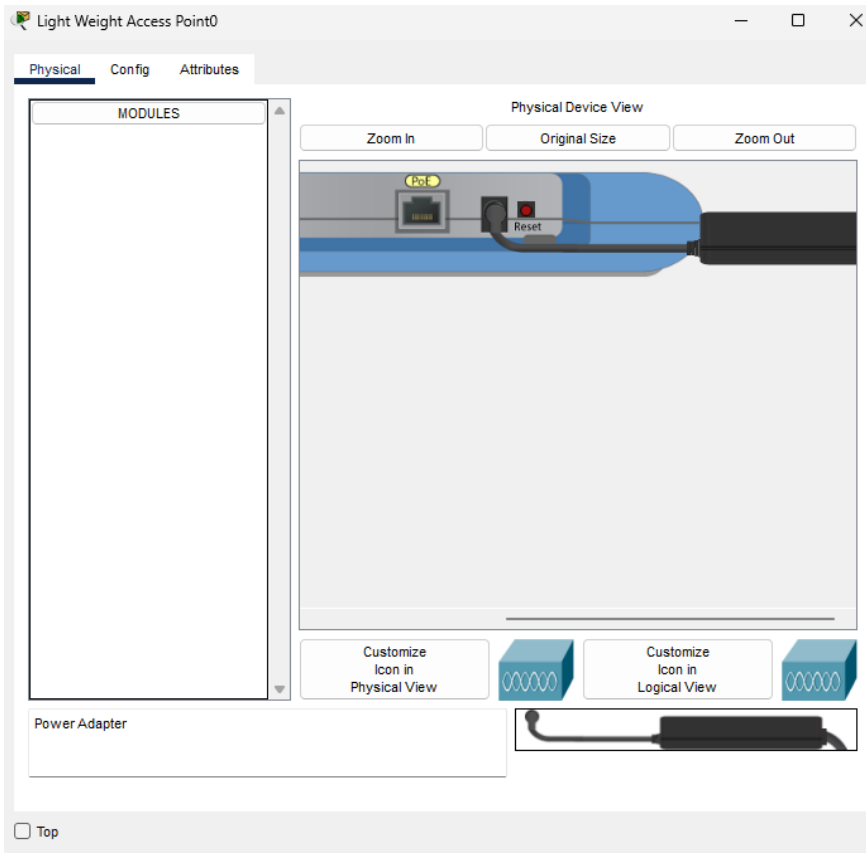 Light Weight Access Point0
Physical Config Attributes
MODULES
Physical Device View
Zoom In Original Size Zoom Out
PoE
Reset
Customize
Icon in
Physical View
Customize
Icon in
Logical View
Power Adapter
Top